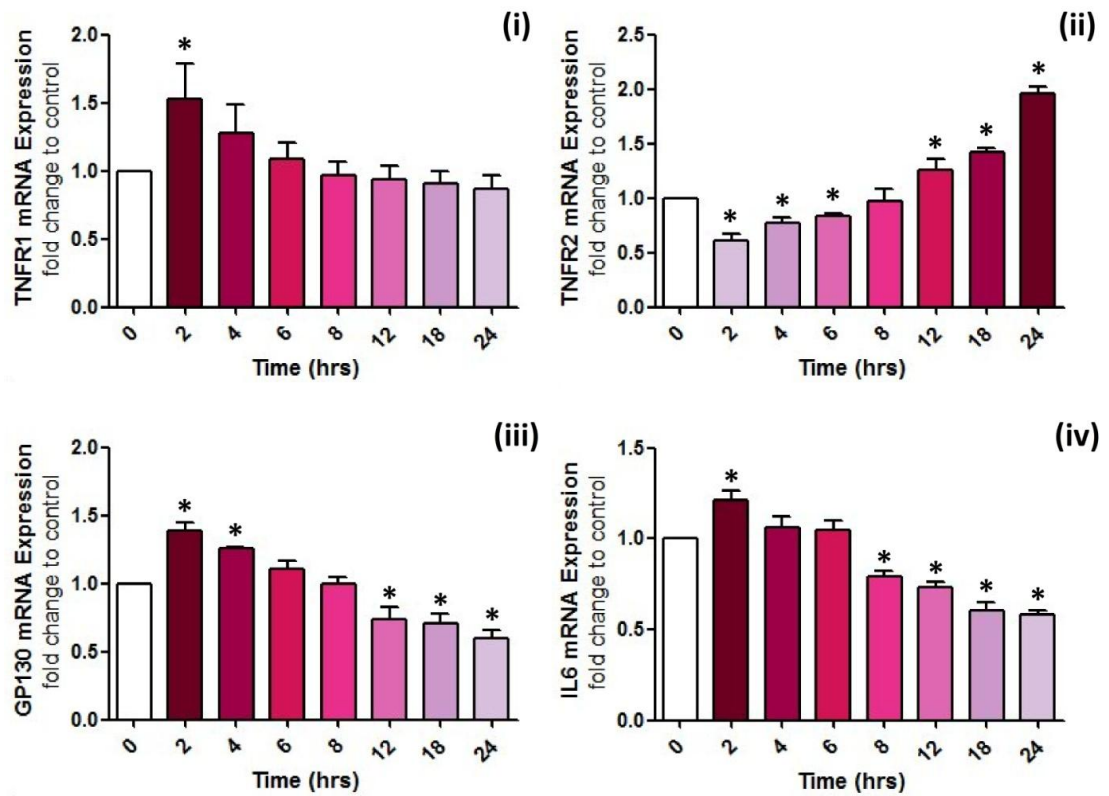 (i)
TNFR1 mRNA Expression
fold change to control
2.0
1.5
1.0
0.5
0.0
*
0 2 4 6 8 12 18 24
Time (hrs)
(ii)
TNFR2 mRNA Expression
fold change to control
2.5
2.0
1.5
1.0
0.5
0.0
* * * * * *
0 2 4 6 8 12 18 24
Time (hrs)
(iii)
GP130 mRNA Expression
fold change to control
2.0
1.5
1.0
0.5
0.0
* * * * *
0 2 4 6 8 12 18 24
Time (hrs)
(iv)
IL6 mRNA Expression
fold change to control
1.5
1.0
0.5
0.0
* * * * *
0 2 4 6 8 12 18 24
Time (hrs)